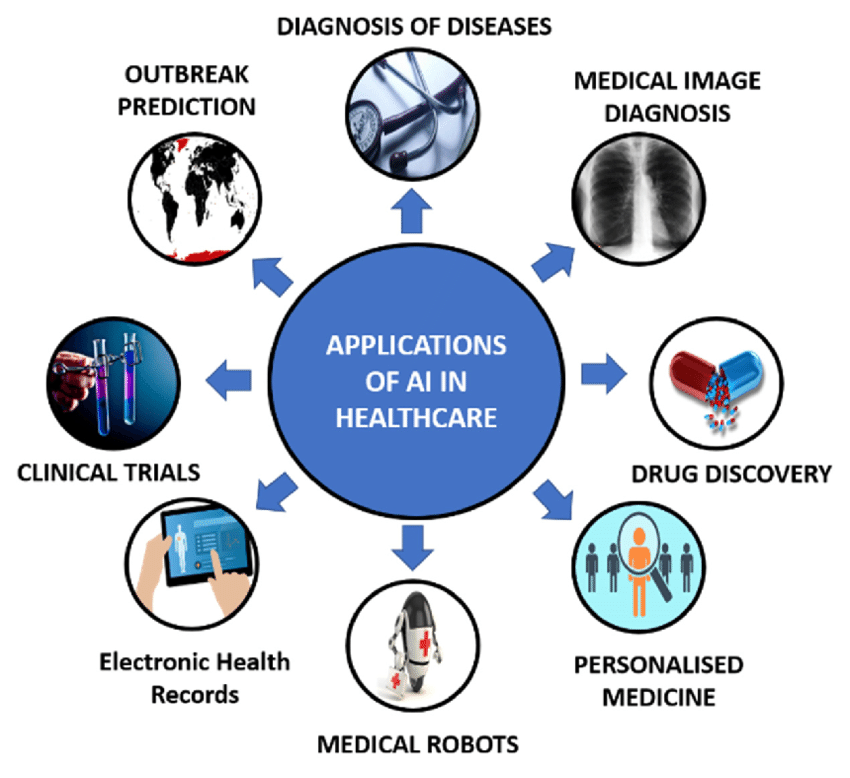 DIAGNOSIS OF DISEASES
OUTBREAK
PREDICTION
MEDICAL IMAGE
DIAGNOSIS
APPLICATIONS
OF AI IN
HEALTHCARE
CLINICAL TRIALS
DRUG DISCOVERY
Electronic Health
Records
PERSONALISED
MEDICINE
MEDICAL ROBOTS